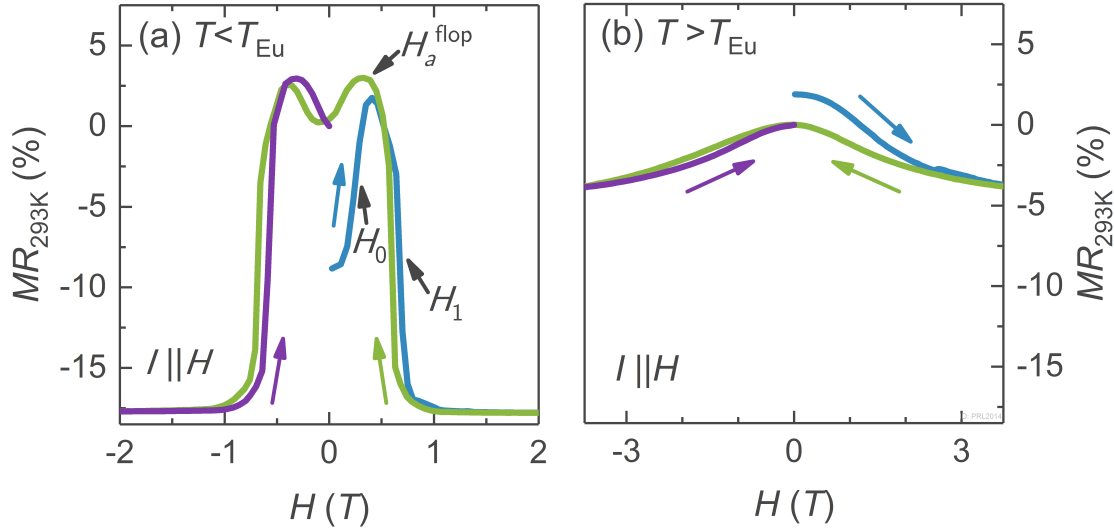 (a) T<T_Eu
H_a^flop
H_0
H_1
I || H
5
0
-5
-10
-15
MR_293K (%)
-2
-1
0
1
2
H (T)
(b) T >T_Eu
I || H
5
0
-5
-10
-15
MR_293K (%)
-3
0
3
H (T)
PRL2014